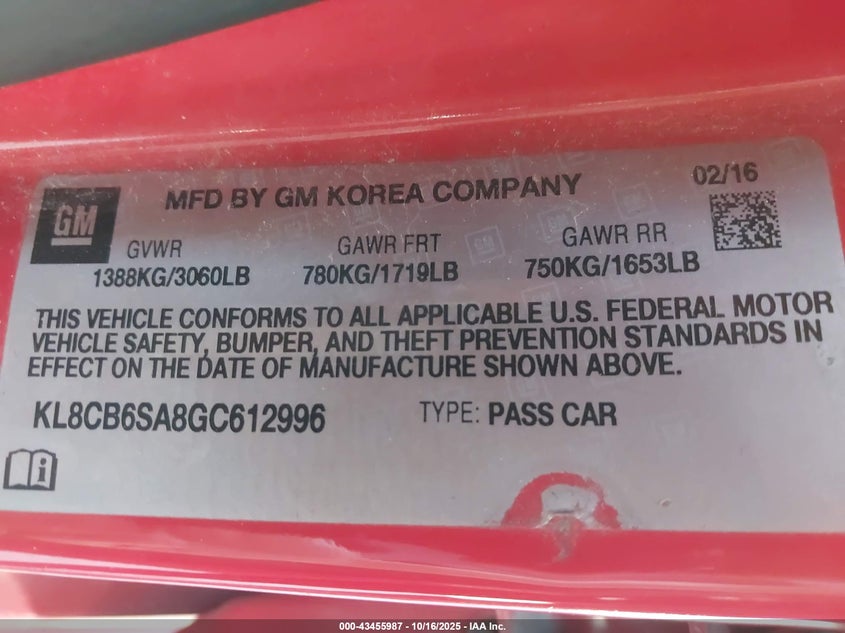 GM
MFD BY GM KOREA COMPANY
02/16
GVWR GAWR FRT GAWR RR
1388KG/3060LB 780KG/1719LB 750KG/1653LB
THIS VEHICLE CONFORMS TO ALL APPLICABLE U.S. FEDERAL MOTOR
VEHICLE SAFETY, BUMPER, AND THEFT PREVENTION STANDARDS IN
EFFECT ON THE DATE OF MANUFACTURE SHOWN ABOVE.
KL8CB6SA8GC612996 TYPE: PASS CAR
000-43455987 - 10/16/2025 - IAA Inc.